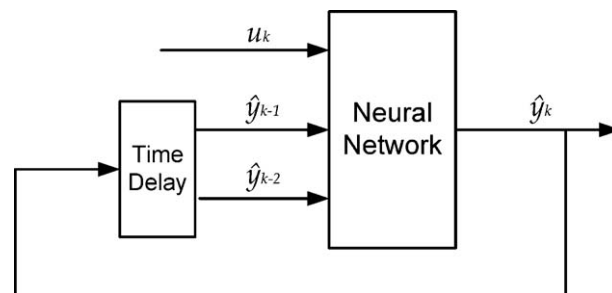 u_k
ŷ_{k-1}
ŷ_{k-2}
Time
Delay
Neural
Network
ŷ_k